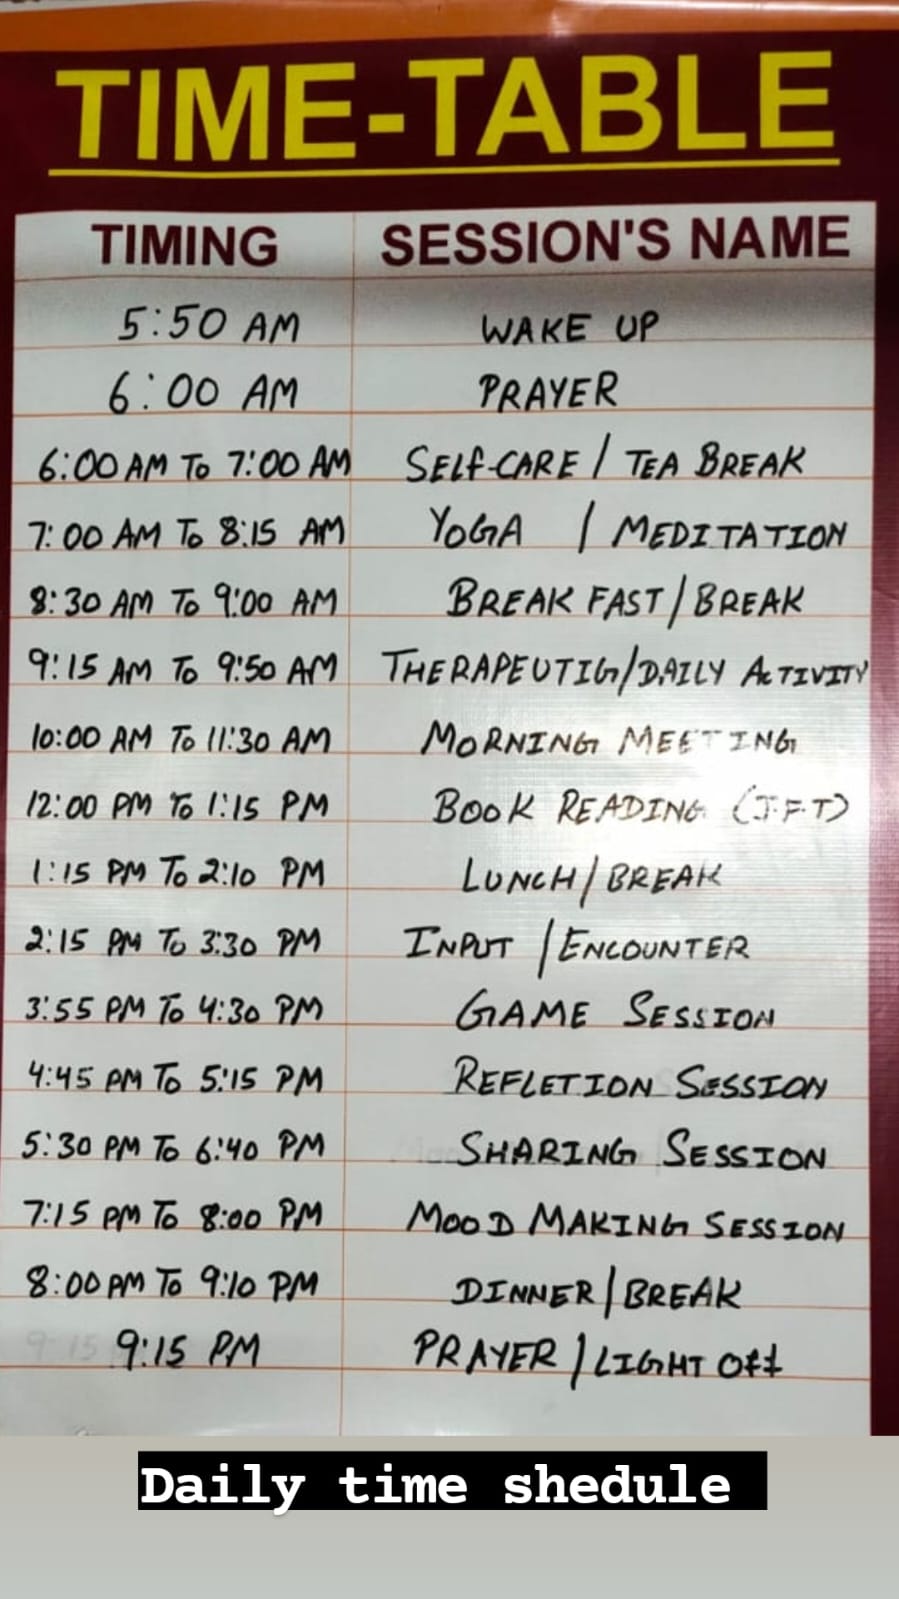 TIME-TABLE
TIMING SESSION'S NAME
5:50 AM WAKE UP
6:00 AM PRAYER
6:00 AM TO 7:00 AM SELF-CARE / TEA BREAK
7:00 AM TO 8:15 AM YOGA / MEDITATION
8:30 AM TO 9:00 AM BREAK FAST/BREAK
9:15 AM TO 9:50 AM THERAPEUTIG/DAILY ACTIVITY
10:00 AM TO 11:30 AM MORNING MEETING
12:00 PM TO 1:15 PM BOOK READING (J.F.T)
1:15 PM TO 2:10 PM LUNCH/BREAK
2:15 PM TO 3:30 PM INPUT /ENCOUNTER
3:55 PM TO 4:30 PM GAME SESSION
4:45 PM TO 5:15 PM REFLETION SESSION
5:30 PM TO 6:40 PM SHARING SESSION
7:15 PM TO 8:00 PM MOOD MAKING SESSION
8:00 PM TO 9:10 PM DINNER/BREAK
9:15 PM PRAYER/LIGHT Off
Daily time shedule